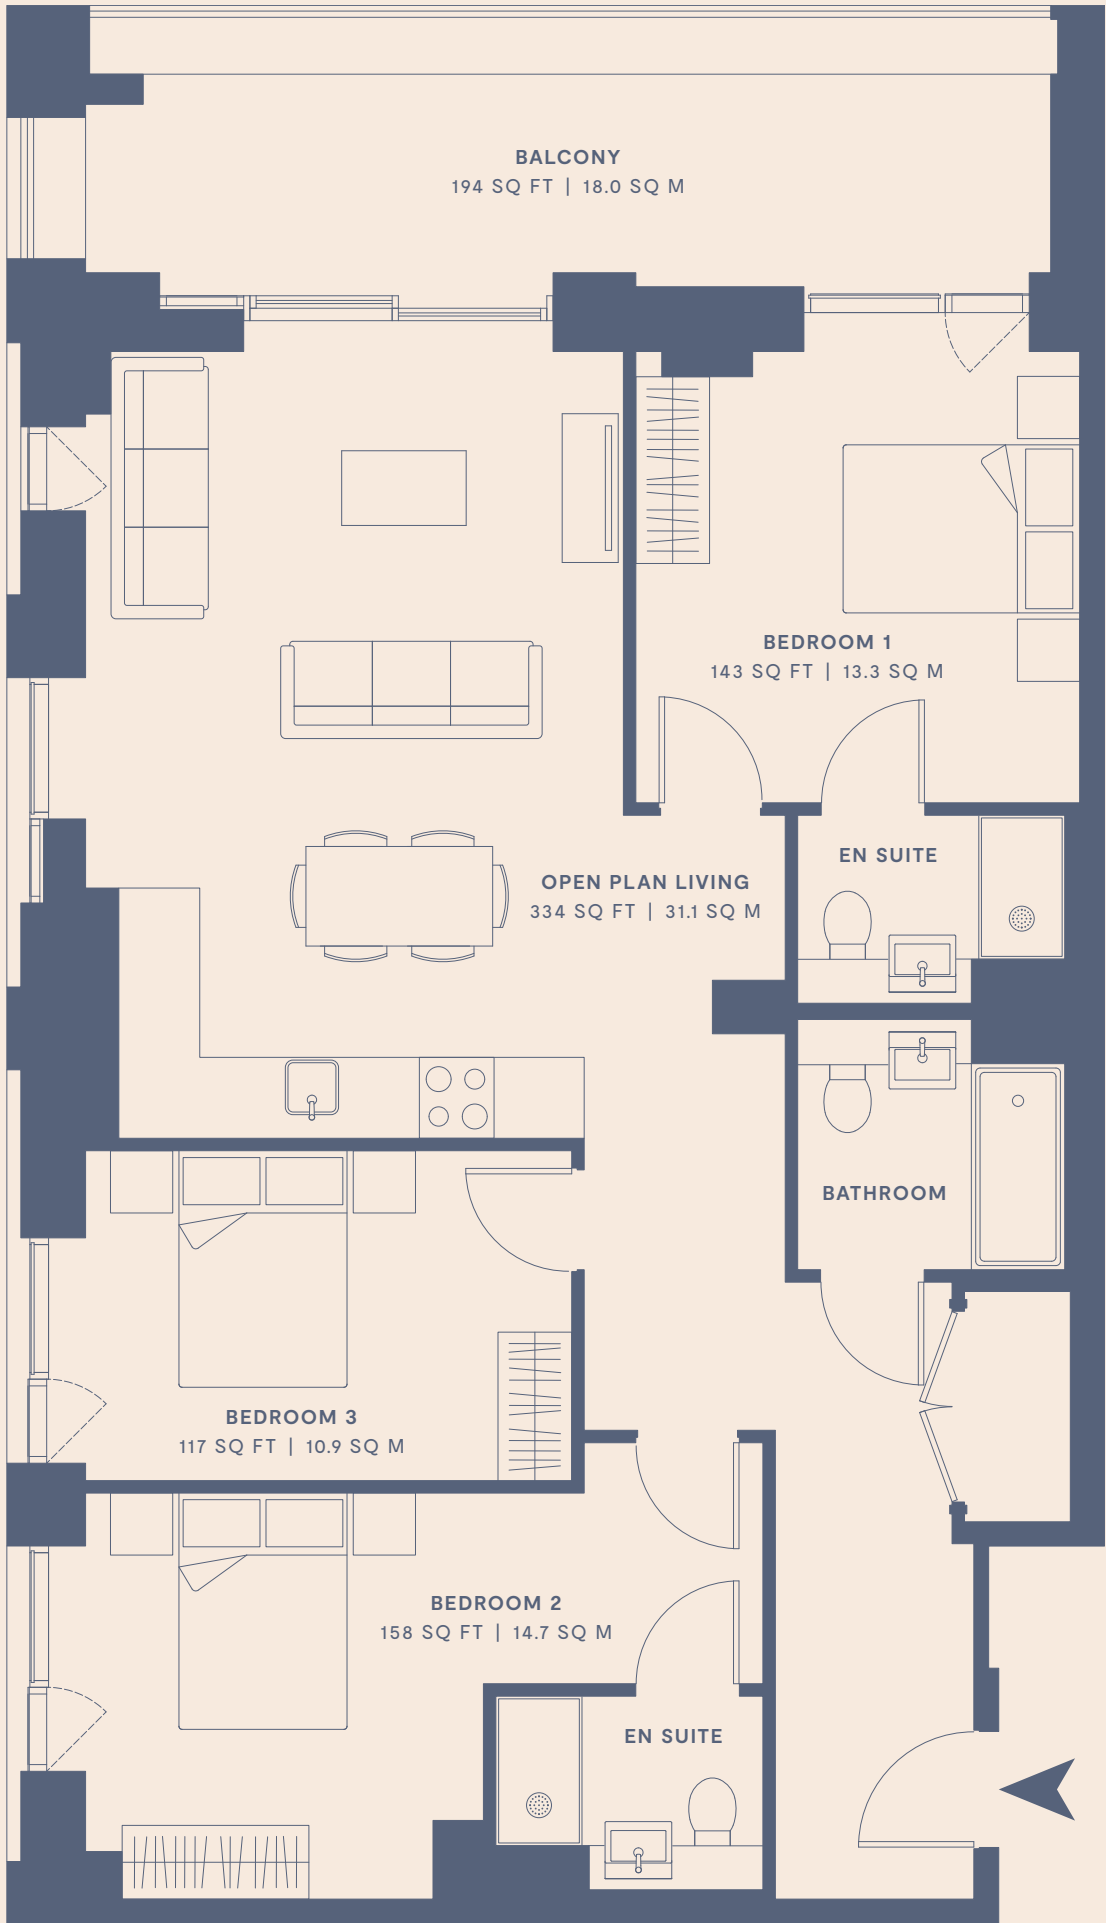 BALCONY
194 SQ FT | 18.0 SQ M
BEDROOM 1
143 SQ FT | 13.3 SQ M
EN SUITE
OPEN PLAN LIVING
334 SQ FT | 31.1 SQ M
BATHROOM
BEDROOM 3
117 SQ FT | 10.9 SQ M
BEDROOM 2
158 SQ FT | 14.7 SQ M
EN SUITE